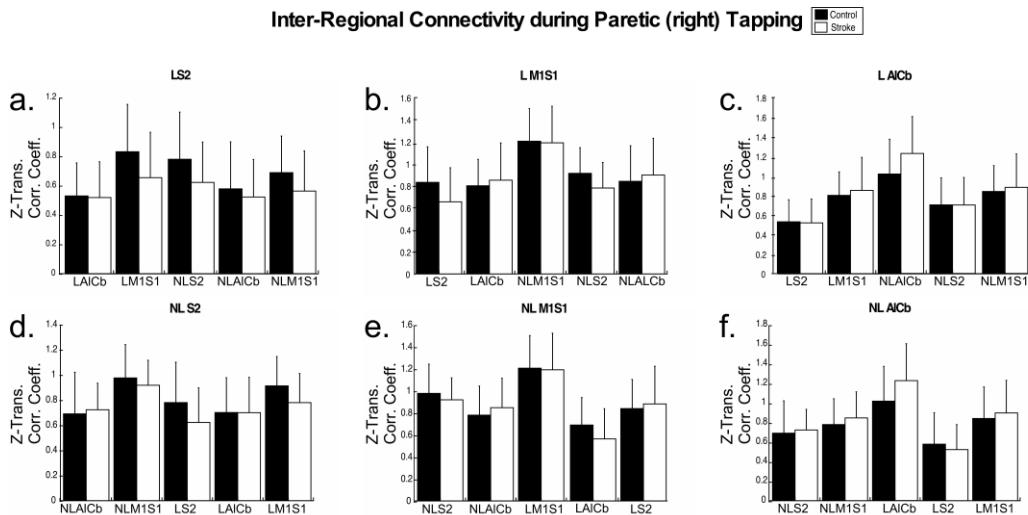 Inter-Regional Connectivity during Paretic (right) Tapping
Control
Stroke
a.
LS2
Z-Trans.
Corr. Coeff.
1.2
1
0.8
0.6
0.4
0.2
0
LAICb LM1S1 NLS2 NLAICb NLM1S1
b.
L M1S1
Z-Trans.
Corr. Coeff.
1.6
1.4
1.2
1
0.8
0.6
0.4
0.2
0
LS2 LAICb NLM1S1 NLS2 NLALCb
c.
L AICb
Z-Trans.
Corr. Coeff.
1.8
1.6
1.4
1.2
1
0.8
0.6
0.4
0.2
0
LS2 LM1S1 NLAICb NLS2 NLM1S1
d.
NL S2
Z-Trans.
Corr. Coeff.
1.4
1.2
1
0.8
0.6
0.4
0.2
0
NLAICb NLM1S1 LS2 LAICb LM1S1
e.
NL M1S1
Z-Trans.
Corr. Coeff.
1.6
1.4
1.2
1
0.8
0.6
0.4
0.2
0
NLS2 NLAICb LM1S1 LAICb LS2
f.
NL AICb
Z-Trans.
Corr. Coeff.
1.8
1.6
1.4
1.2
1
0.8
0.6
0.4
0.2
0
NLS2 NLM1S1 LAICb LS2 LM1S1